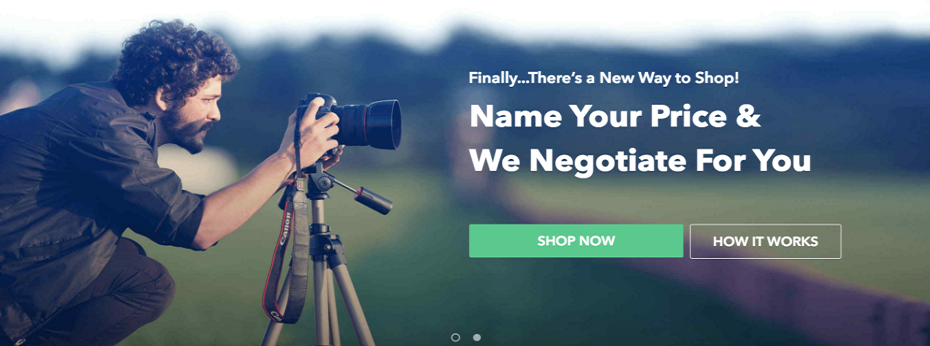 Finally...There's a New Way to Shop!
Name Your Price &
We Negotiate For You
SHOP NOW
HOW IT WORKS
Canon